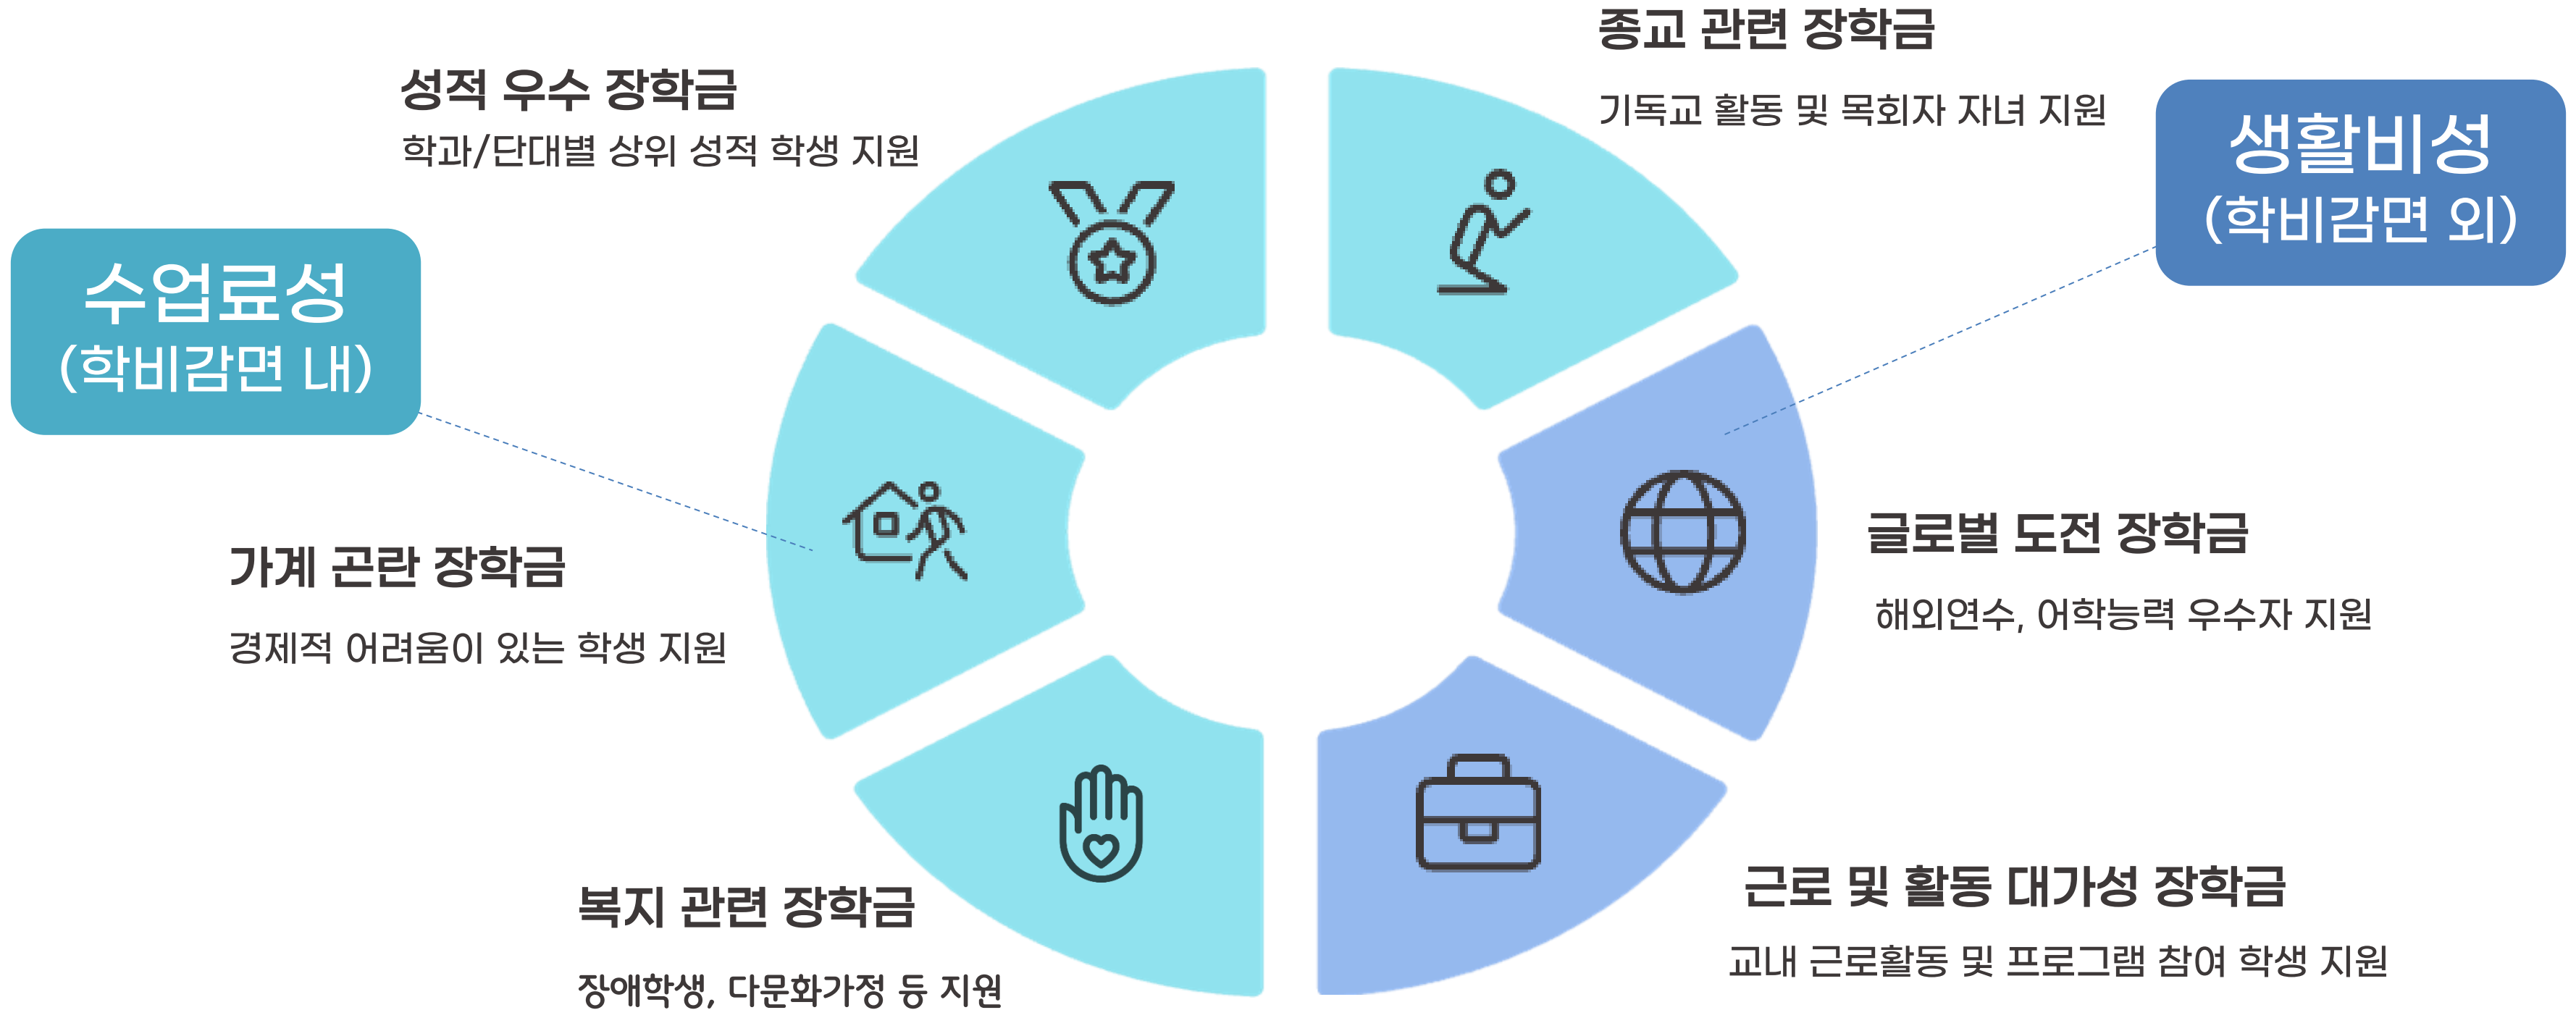 종교 관련 장학금
기독교 활동 및 목회자 자녀 지원
성적 우수 장학금
학과/단대별 상위 성적 학생 지원
생활비성
(학비감면 외)
수업료성
(학비감면 내)
가계 곤란 장학금
경제적 어려움이 있는 학생 지원
글로벌 도전 장학금
해외연수, 어학능력 우수자 지원
복지 관련 장학금
장애학생, 다문화가정 등 지원
근로 및 활동 대가성 장학금
교내 근로활동 및 프로그램 참여 학생 지원